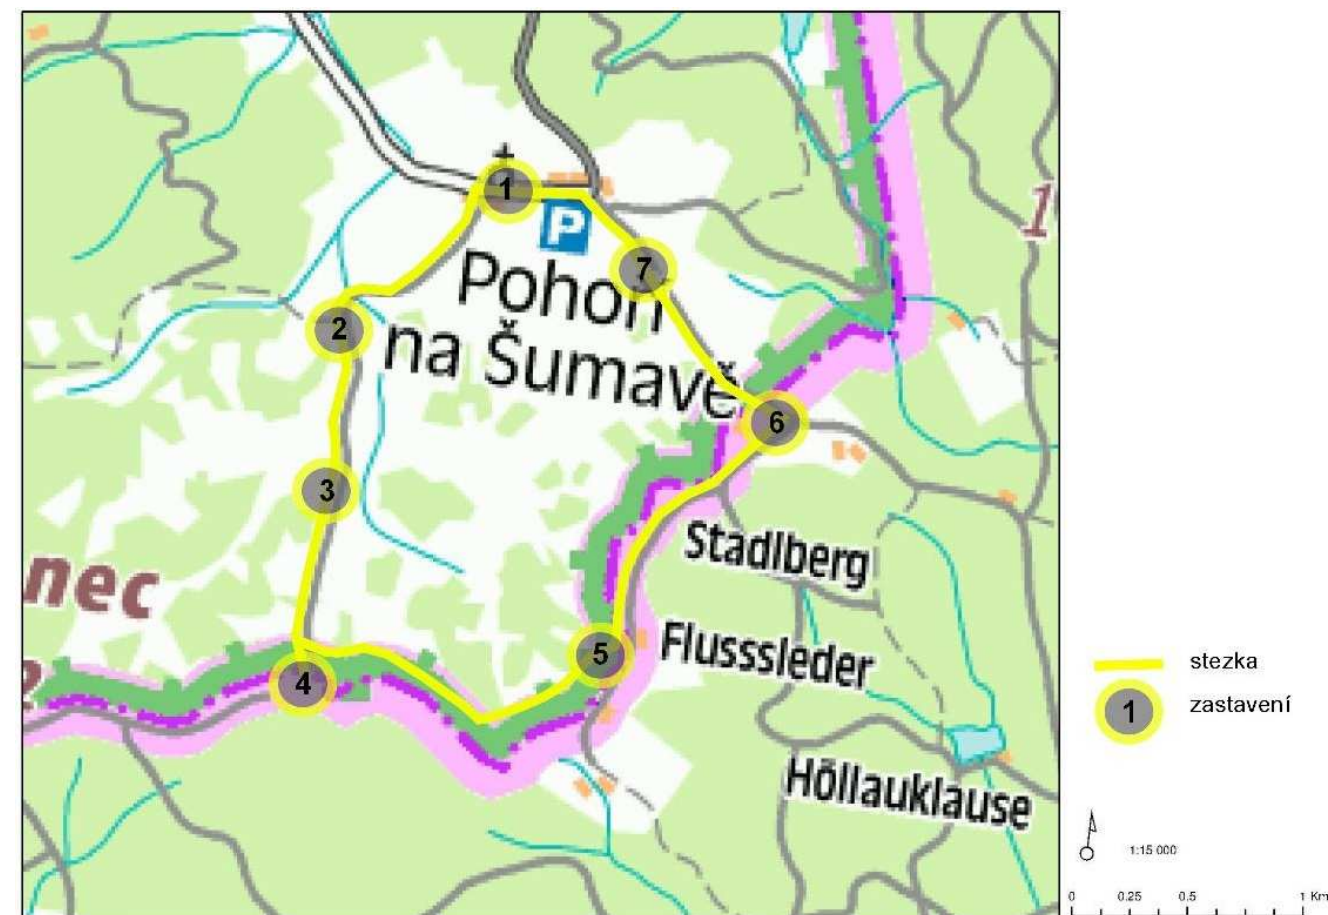 1
P
7
Pohoří
na Šumavě
2
6
3
Stadlberg
nec
5
Flusssleder
4
Höllauklause
1
stezka
1 zastavení
1:15 000
0 0.25 0.5 1 Km